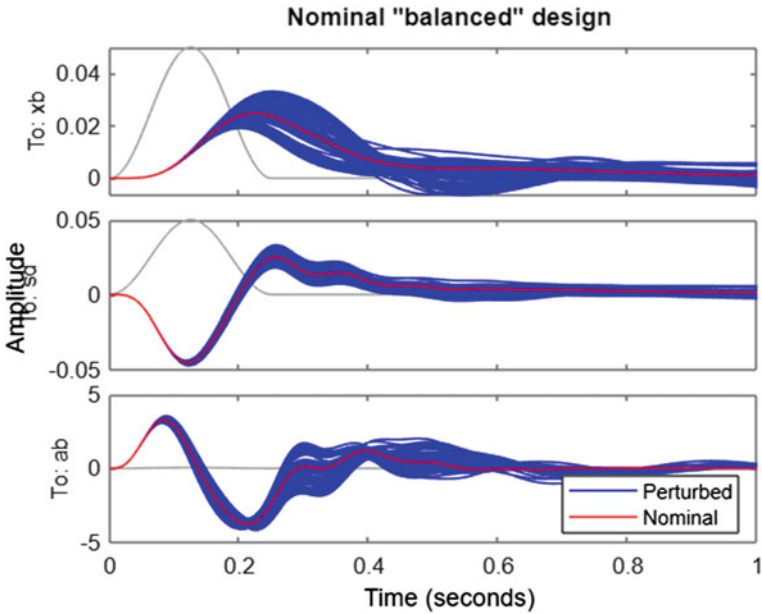 Nominal "balanced" design
To: xb
0.04
0.02
0
Amplitude
To: sd
0.05
0
-0.05
To: ab
5
0
-5
Perturbed
Nominal
0
0.2
0.4
0.6
0.8
1
Time (seconds)